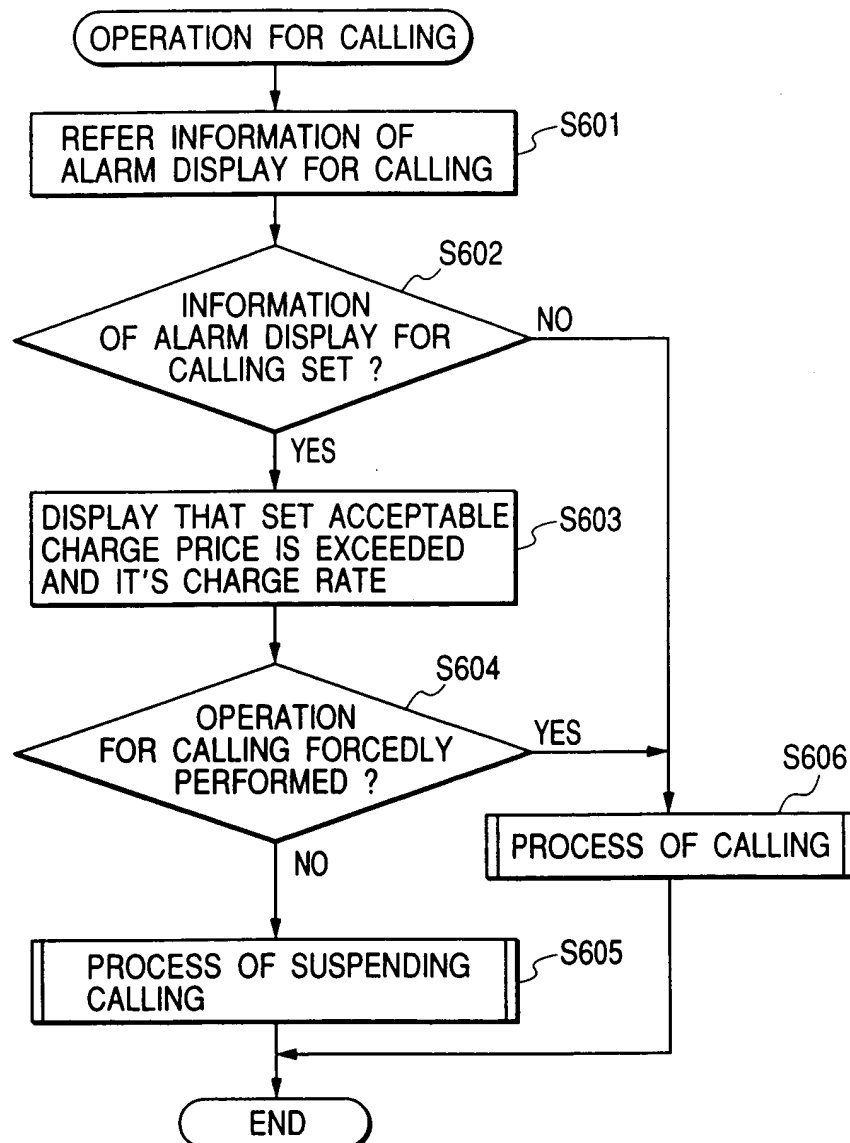 OPERATION FOR CALLING
REFER INFORMATION OF
ALARM DISPLAY FOR CALLING
S601
S602
INFORMATION
OF ALARM DISPLAY FOR
CALLING SET ?
NO
YES
DISPLAY THAT SET ACCEPTABLE
CHARGE PRICE IS EXCEEDED
AND IT'S CHARGE RATE
S603
S604
OPERATION
FOR CALLING FORCEDLY
PERFORMED ?
YES
NO
S606
PROCESS OF CALLING
PROCESS OF SUSPENDING
CALLING
S605
END